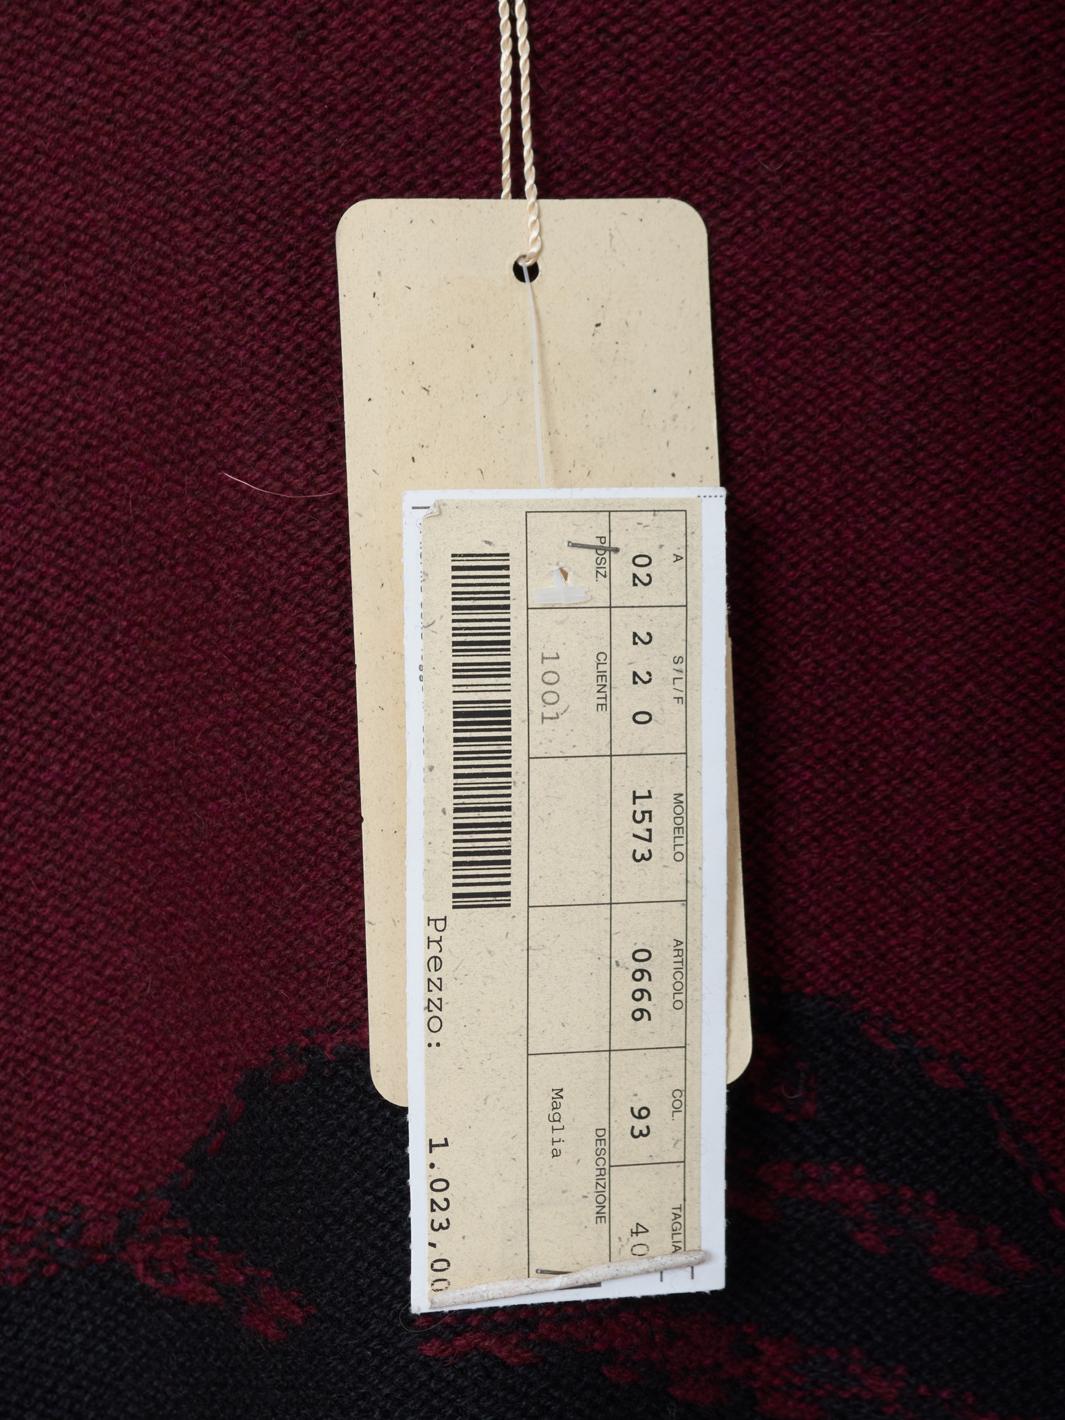 A S/L/F MODELLO ARTICOLO COL. TAGLIA
02 2 2 0 1573 0666 93 40
POSIZ. CLIENTE DESCRIZIONE
1001 Maglia
Prezzo: 1.023,00